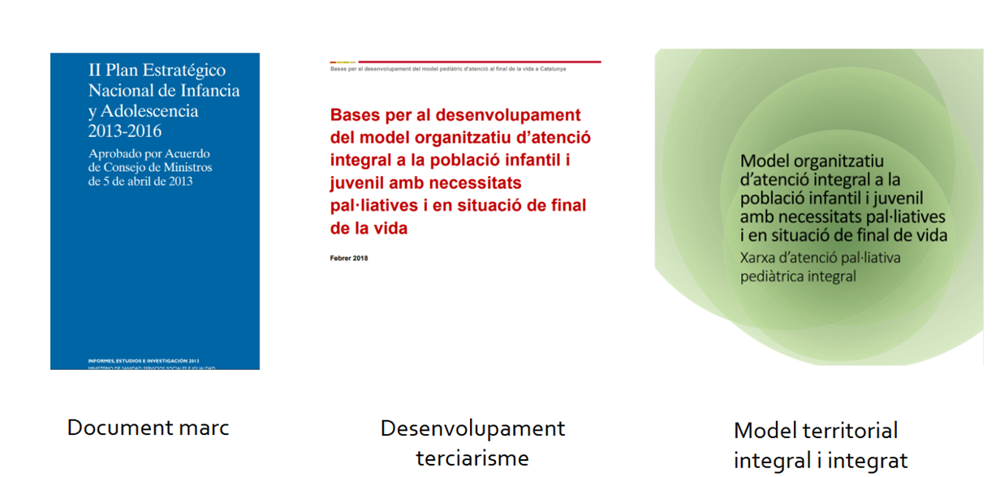 II Plan Estratégico
Nacional de Infancia
y Adolescencia
2013-2016
Aprobado por Acuerdo
de Consejo de Ministros
de 5 de abril de 2013
INFORMES, ESTUDIOS E INVESTIGACIÓN 2013
MINISTERIO DE SANIDAD, SERVICIOS SOCIALES E IGUALDAD
Document marc
Bases per al desenvolupament del model pediàtric d'atenció al final de la vida a Catalunya
Bases per al desenvolupament
del model organitzatiu d'atenció
integral a la població infantil i
juvenil amb necessitats
pal·liatives i en situació de final
de la vida
Febrer 2018
Desenvolupament
terciarisme
Model organitzatiu
d'atenció integral a la
població infantil i juvenil
amb necessitats pal·liatives
i en situació de final de vida
Xarxa d'atenció pal·liativa
pediàtrica integral
Model territorial
integral i integrat